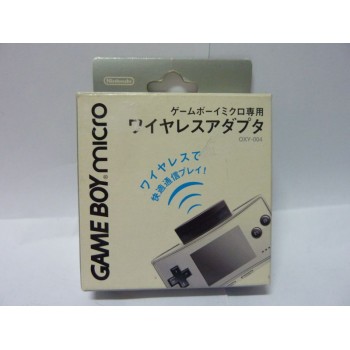 Nintendo
ゲームボーイミクロ専用
ワイヤレスアダプタ
OXY-004
ワイヤレスで
快適通信プレイ!
GAME BOY micro